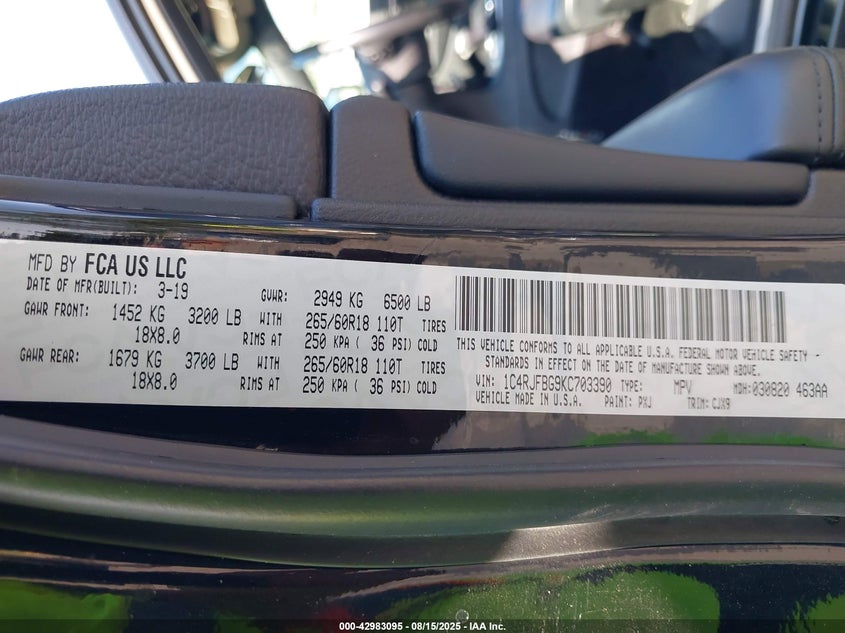 MFD BY FCA US LLC
DATE OF MFR(BUILT): 3-19 GVWR: 2949 KG 6500 LB
GAWR FRONT: 1452 KG 3200 LB WITH 265/60R18 110T TIRES
18X8.0 RIMS AT 250 KPA ( 36 PSI) COLD
GAWR REAR: 1679 KG 3700 LB WITH 265/60R18 110T TIRES
18X8.0 RIMS AT 250 KPA ( 36 PSI) COLD
THIS VEHICLE CONFORMS TO ALL APPLICABLE U.S.A. FEDERAL MOTOR VEHICLE SAFETY -
STANDARDS IN EFFECT ON THE DATE OF MANUFACTURE SHOWN ABOVE.
VIN: 1C4RJFBG9KC703390 TYPE: MPV MDH:030820 463AA
VEHICLE MADE IN U.S.A. PAINT: PXJ TRIM: CJX9
000-42983095 - 08/15/2025 - IAA Inc.